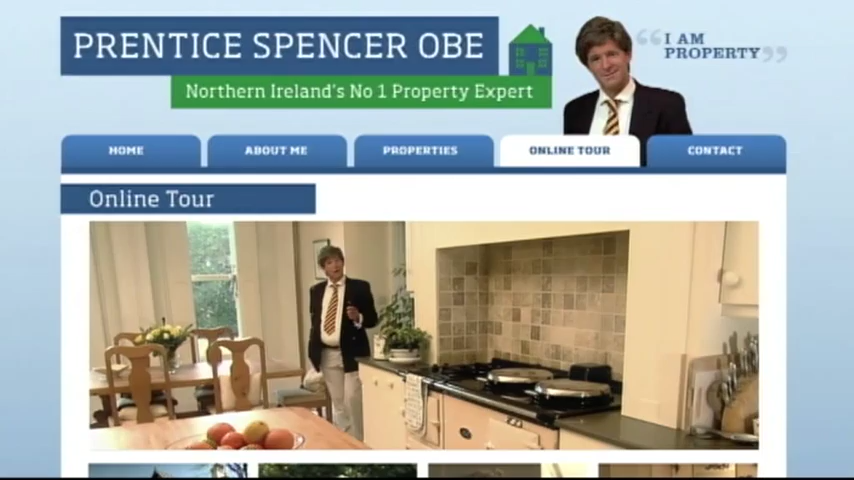 PRENTICE SPENCER OBE
Northern Ireland's No 1 Property Expert
“I AM
PROPERTY”
HOME
ABOUT ME
PROPERTIES
ONLINE TOUR
CONTACT
Online Tour